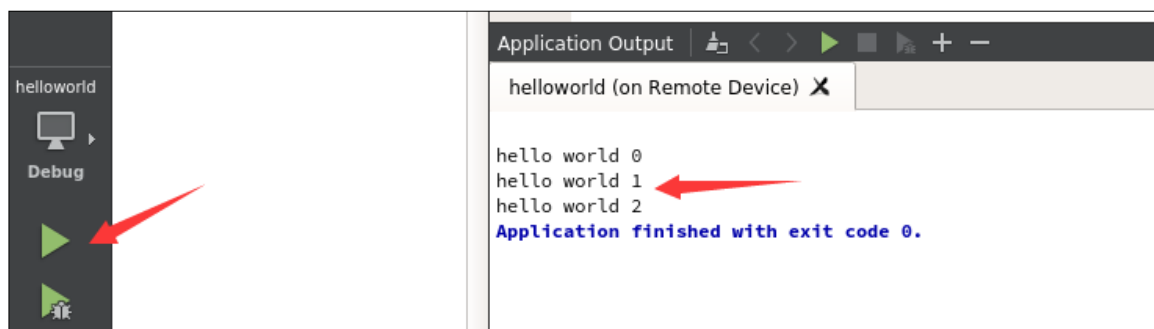 helloworld
Debug
Application Output
helloworld (on Remote Device)
hello world 0
hello world 1
hello world 2
Application finished with exit code 0.